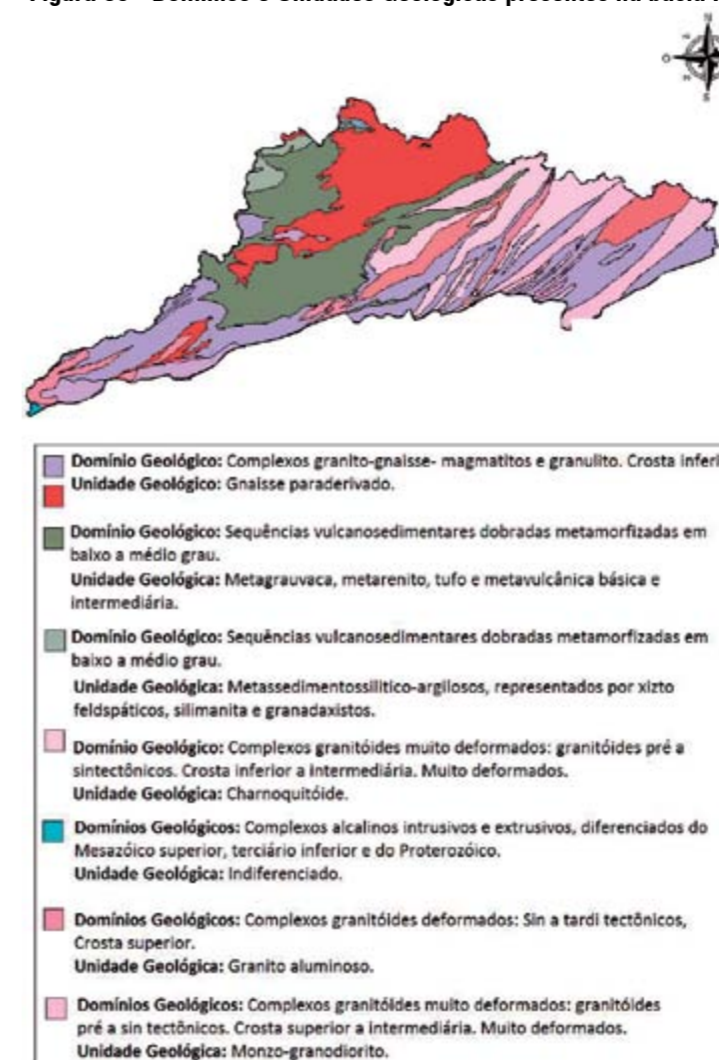 Domínio Geológico: Complexos granito-gnaisse- magmatitos e granulito. Crosta
Unidade Geológica: Gnaisse paraderivado.
Domínio Geológico: Sequências vulcanosedimentares dobradas metamorfizadas em
baixo a médio grau.
Unidade Geológica: Metagrauvaca, metarenito, tufo e metavulcânica básica e
intermediária.
Domínio Geológico: Sequências vulcanosedimentares dobradas metamorfizadas em
baixo a médio grau.
Unidade Geológica: Metassedimentossilitico-argilosos, representados por xizto
feldspáticos, silimanita e granadaxistos.
Domínio Geológico: Complexos granitóides muito deformados: granitóides pré a
sintectônicos. Crosta inferior a intermediária. Muito deformados.
Unidade Geológica: Charnoquitóide.
Domínios Geológicos: Complexos alcalinos intrusivos e extrusivos, diferenciados do
Mesazóico superior, terciário inferior e do Proterozóico.
Unidade Geológica: Indiferenciado.
Domínios Geológicos: Complexos granitóides deformados: Sin a tardi tectônicos,
Crosta superior.
Unidade Geológica: Granito aluminoso.
Domínios Geológicos: Complexos granitóides muito deformados: granitóides
pré a sin tectônicos. Crosta superior a intermediária. Muito deformados.
Unidade Geológica: Monzo-granodiorito.